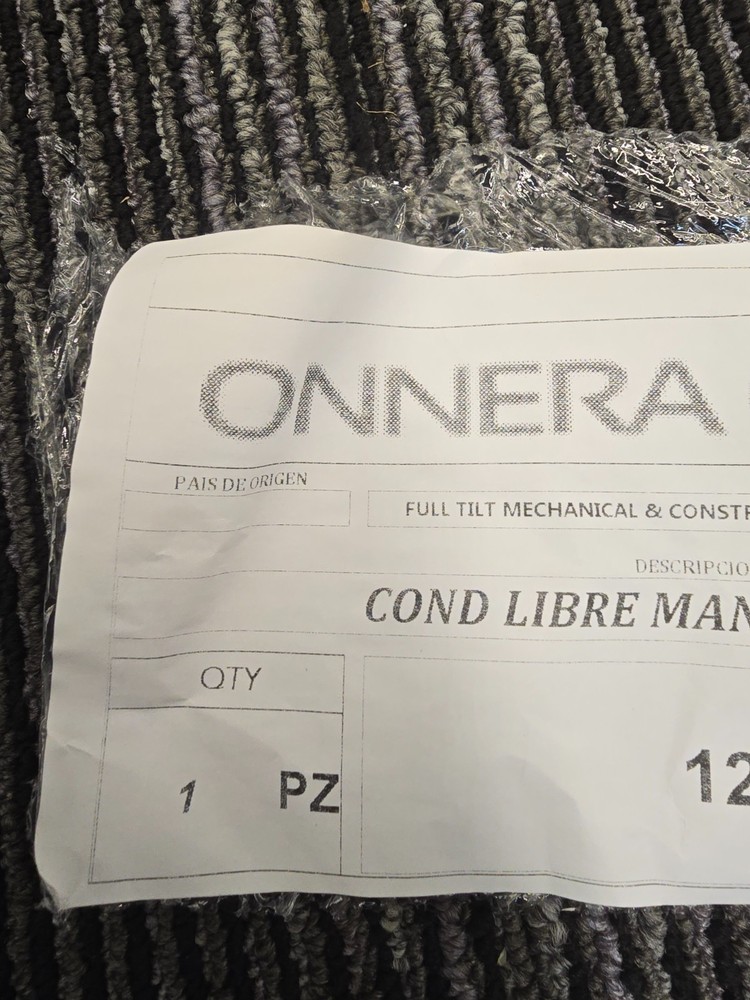 ONNERA
PAIS DE ORIGEN
FULL TILT MECHANICAL & CONSTR
DESCRIPCIO
COND LIBRE MAN
QTY
1 PZ
12